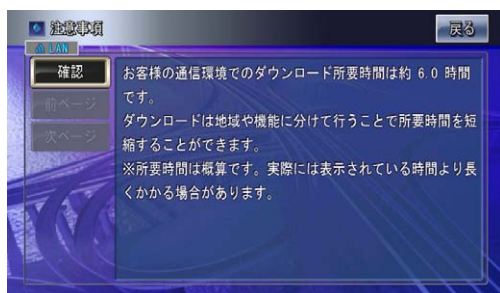 注意事項
戻る
LAN
確認
前ページ
次ページ
お客様の通信環境でのダウンロード所要時間は約 6.0 時間
です。
ダウンロードは地域や機能に分けて行うことで所要時間を短
縮することができます。
※所要時間は概算です。実際には表示されている時間より長
くかかる場合があります。